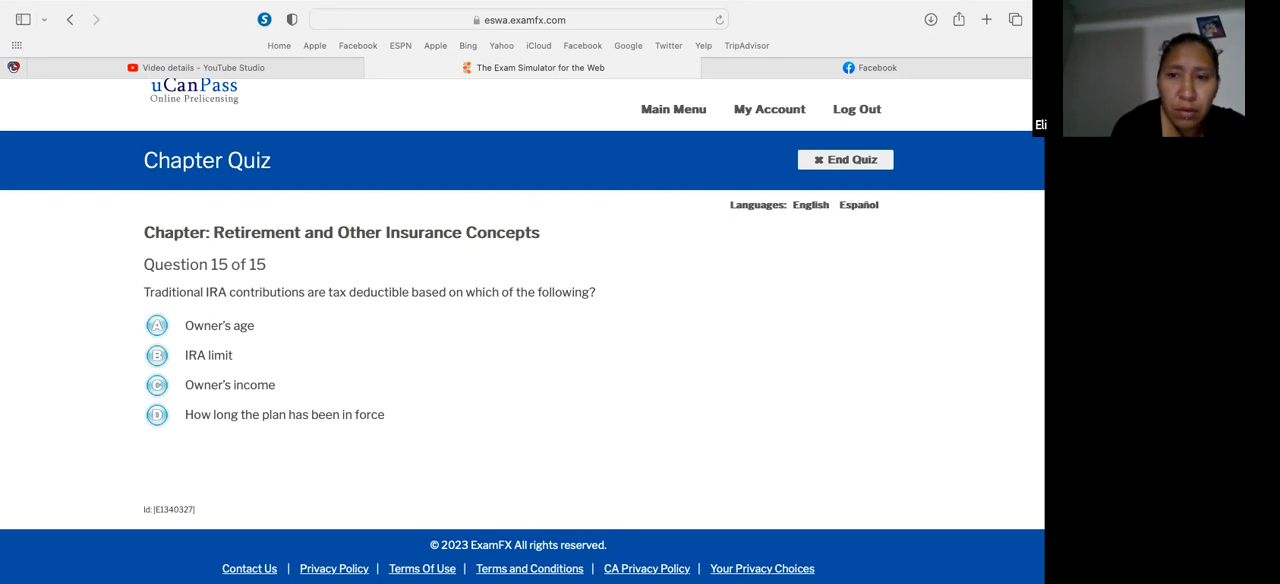 eswa.examfx.com
Home Apple Facebook ESPN Apple Bing Yahoo iCloud Facebook Google Twitter Yelp TripAdvisor
Video details - YouTube Studio
The Exam Simulator for the Web
Facebook
uCanPass
Online Prelicensing
Main Menu My Account Log Out
Eli
Chapter Quiz
✖ End Quiz
Languages: English Español
Chapter: Retirement and Other Insurance Concepts
Question 15 of 15
Traditional IRA contributions are tax deductible based on which of the following?
A Owner's age
B IRA limit
C Owner's income
D How long the plan has been in force
Id: [E1340327]
© 2023 ExamFX All rights reserved.
Contact Us | Privacy Policy | Terms Of Use | Terms and Conditions | CA Privacy Policy | Your Privacy Choices